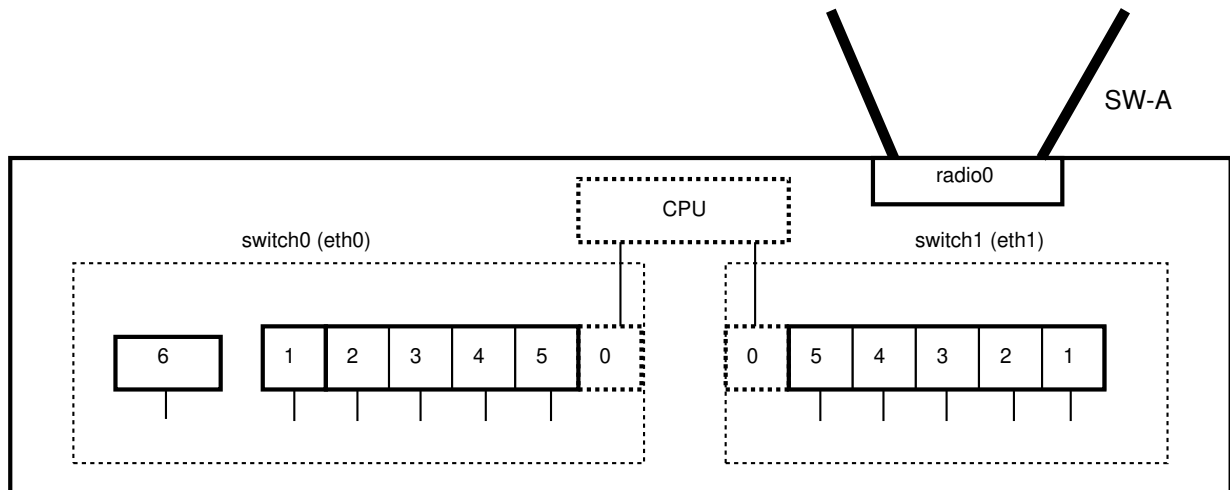 SW-A
radio0
CPU
switch0 (eth0)
switch1 (eth1)
6 1 2 3 4 5 0
0 5 4 3 2 1